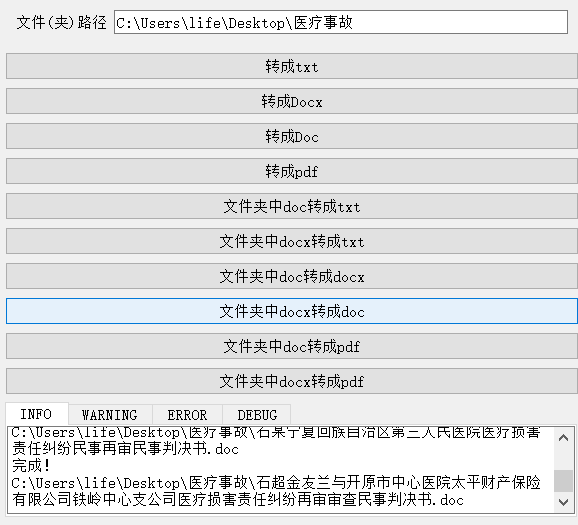 文件(夹)路径 C:\Users\life\Desktop\医疗事故
转成txt
转成Docx
转成Doc
转成pdf
文件夹中doc转成txt
文件夹中docx转成txt
文件夹中doc转成docx
文件夹中docx转成doc
文件夹中doc转成pdf
文件夹中docx转成pdf
INFO WARNING ERROR DEBUG
C:\Users\life\Desktop\医疗事故\石果宁夏回族自治区第三人民医院医疗损害
责任纠纷民事再审民事判决书.doc
完成!
C:\Users\life\Desktop\医疗事故\石超金友兰与开原市中心医院太平财产保险
有限公司铁岭中心支公司医疗损害责任纠纷再审审查民事判决书.doc